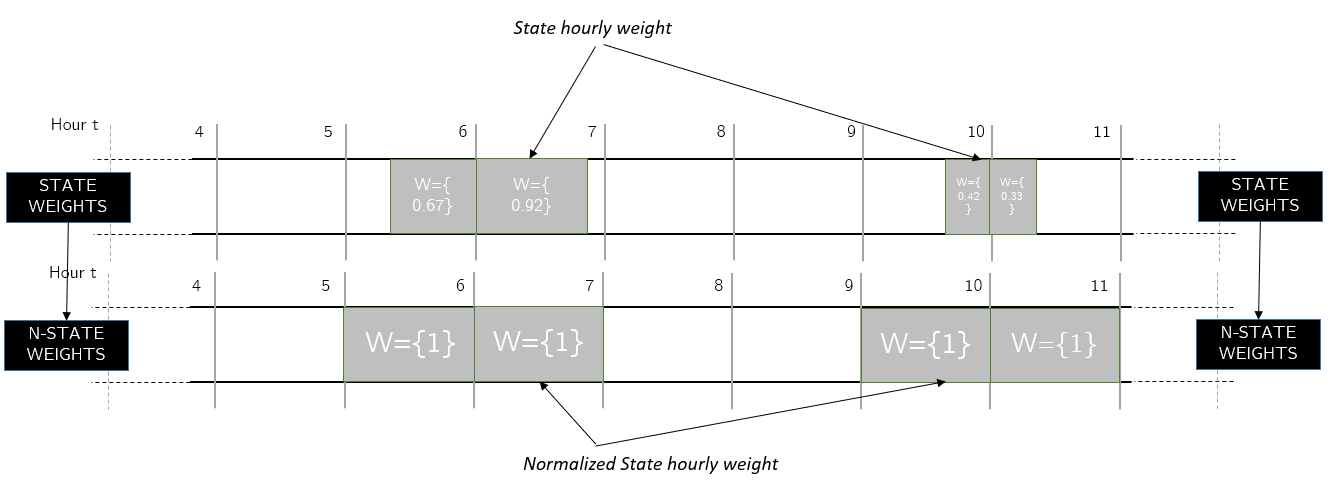 State hourly weight
Hour t
4 5 6 7 8 9 10 11
STATE
WEIGHTS
W={
0.67}
W={
0.92}
W={
0.42
}
W={
0.33
}
STATE
WEIGHTS
Hour t
4 5 6 7 8 9 10 11
N-STATE
WEIGHTS
W={1}
W={1}
W={1}
W={1}
N-STATE
WEIGHTS
Normalized State hourly weight